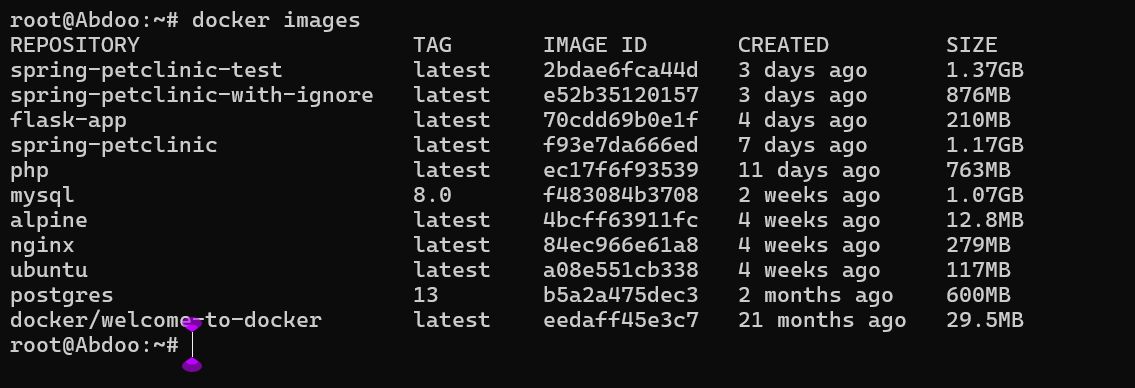 root@Abdoo:~# docker images
REPOSITORY                      TAG       IMAGE ID       CREATED         SIZE
spring-petclinic-test           latest    2bdae6fca44d   3 days ago      1.37GB
spring-petclinic-with-ignore    latest    e52b35120157   3 days ago      876MB
flask-app                       latest    70cdd69b0e1f   4 days ago      210MB
spring-petclinic                latest    f93e7da666ed   7 days ago      1.17GB
php                             latest    ec17f6f93539   11 days ago     763MB
mysql                           8.0       f483084b3708   2 weeks ago     1.07GB
alpine                          latest    4bcff63911fc   4 weeks ago     12.8MB
nginx                           latest    84ec966e61a8   4 weeks ago     279MB
ubuntu                          latest    a08e551cb338   4 weeks ago     117MB
postgres                        13        b5a2a475dec3   2 months ago    600MB
docker/welcome-to-docker        latest    eedaff45e3c7   21 months ago   29.5MB
root@Abdoo:~#